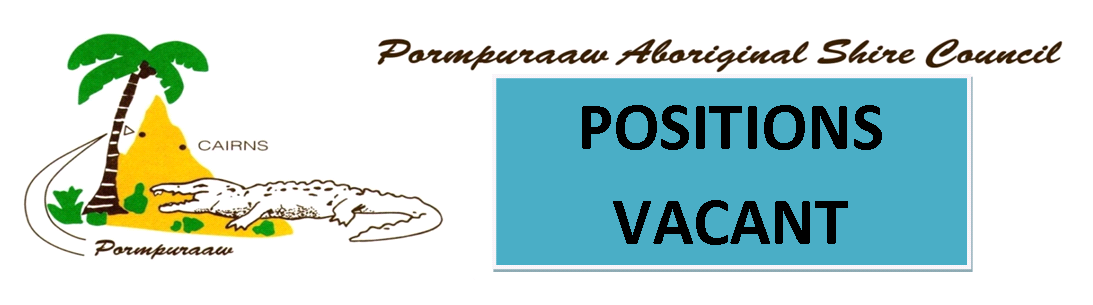 Pormpuraaw Aboriginal Shire Council
POSITIONS
VACANT
CAIRNS
Pormpuraaw